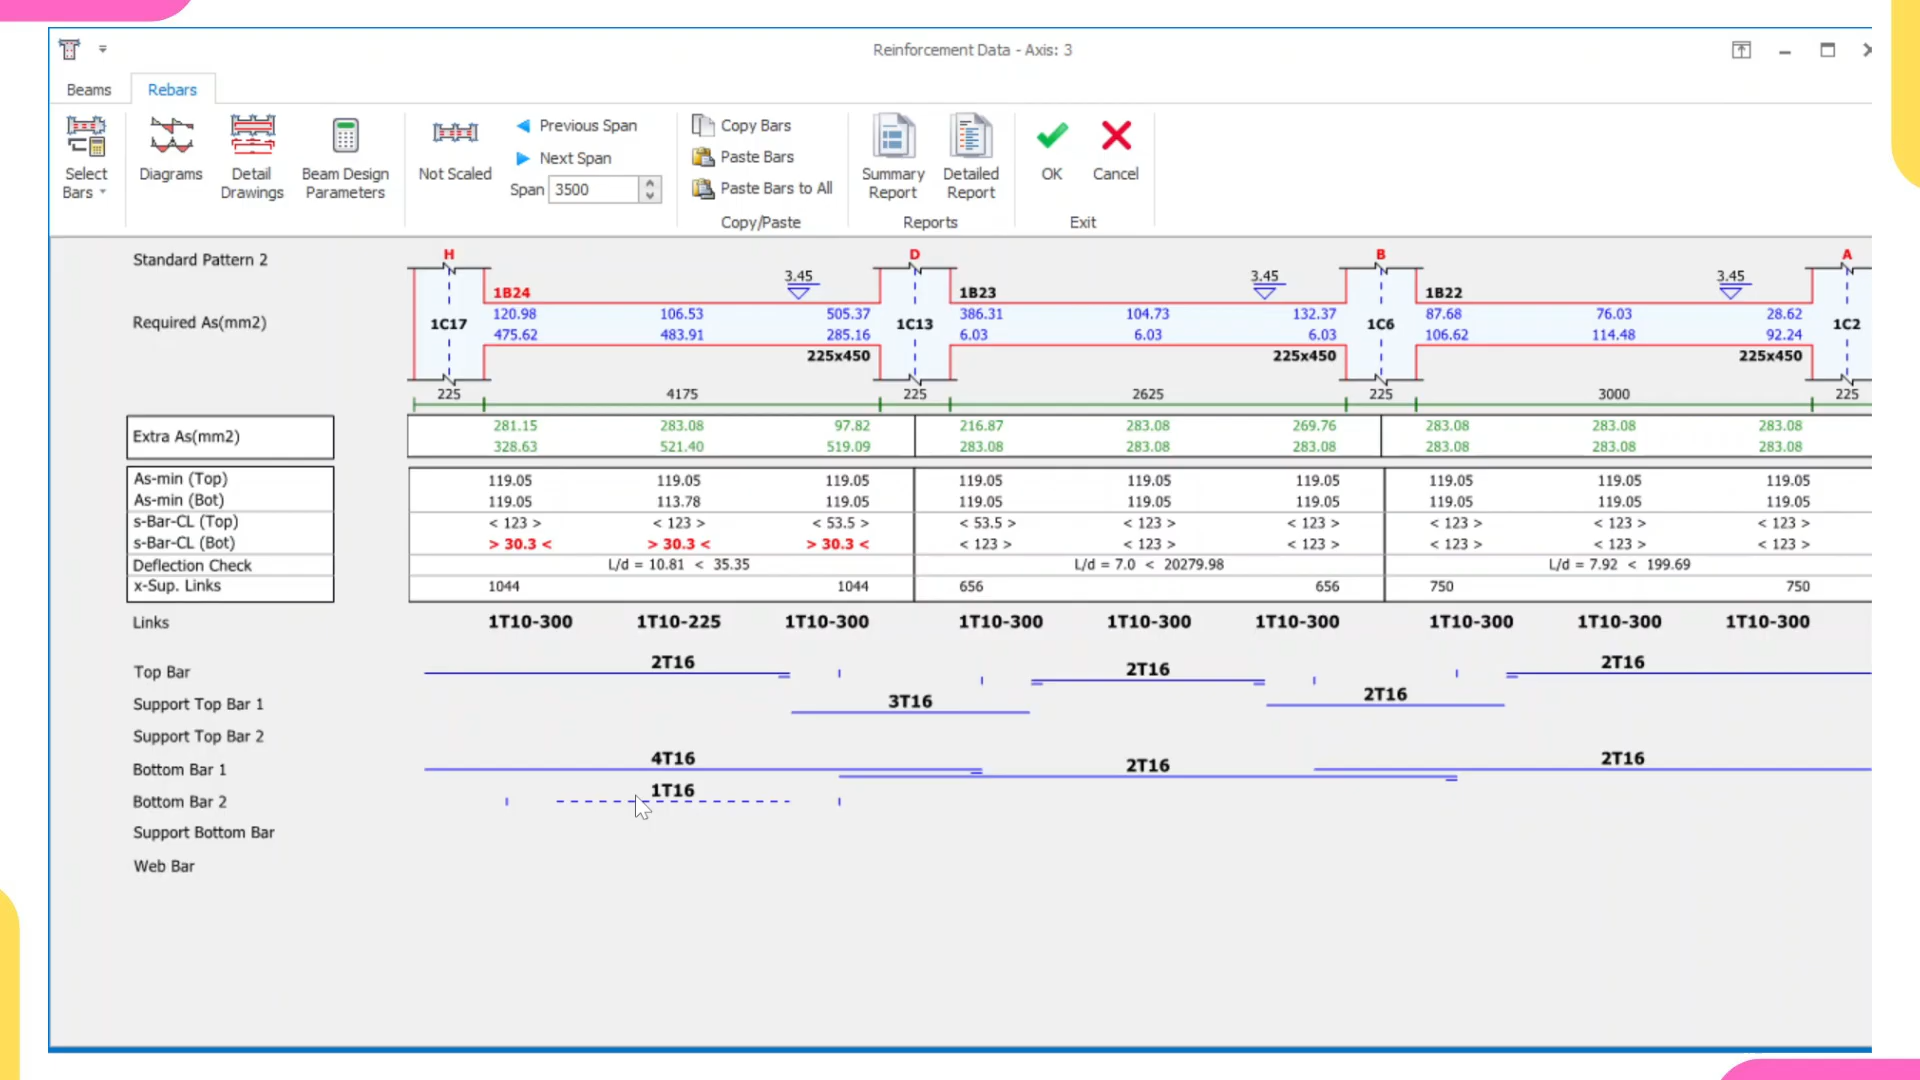 Reinforcement Data - Axis: 3
Beams Rebars
Select Bars
Diagrams
Detail Drawings
Beam Design Parameters
Not Scaled
Previous Span
Next Span
Span 3500
Copy Bars
Paste Bars
Paste Bars to All
Copy/Paste
Summary Report
Detailed Report
Reports
OK
Cancel
Exit
Standard Pattern 2
H D B A
3.45 3.45 3.45
1B24 1B23 1B22
Required As(mm2)
120.98 106.53 505.37 386.31 104.73 132.37 87.68 76.03 28.62
1C17 1C13 1C6 1C2
475.62 483.91 285.16 6.03 6.03 6.03 106.62 114.48 92.24
225x450 225x450 225x450
225 4175 225 2625 225 3000 225
Extra As(mm2)
281.15 283.08 97.82 216.87 283.08 269.76 283.08 283.08 283.08
328.63 521.40 519.09 283.08 283.08 283.08 283.08 283.08 283.08
As-min (Top) 119.05 119.05 119.05 119.05 119.05 119.05 119.05 119.05 119.05
As-min (Bot) 119.05 113.78 119.05 119.05 119.05 119.05 119.05 119.05 119.05
s-Bar-CL (Top) < 123 > < 123 > < 53.5 > < 53.5 > < 123 > < 123 > < 123 > < 123 > < 123 >
s-Bar-CL (Bot) > 30.3 < > 30.3 < > 30.3 < < 123 > < 123 > < 123 > < 123 > < 123 > < 123 >
Deflection Check L/d = 10.81 < 35.35 L/d = 7.0 < 20279.98 L/d = 7.92 < 199.69
x-Sup. Links 1044 1044 656 656 750 750
Links 1T10-300 1T10-225 1T10-300 1T10-300 1T10-300 1T10-300 1T10-300 1T10-300 1T10-300
Top Bar 2T16 2T16 2T16
Support Top Bar 1 3T16 2T16
Support Top Bar 2
Bottom Bar 1 4T16 2T16 2T16
Bottom Bar 2 1T16
Support Bottom Bar
Web Bar